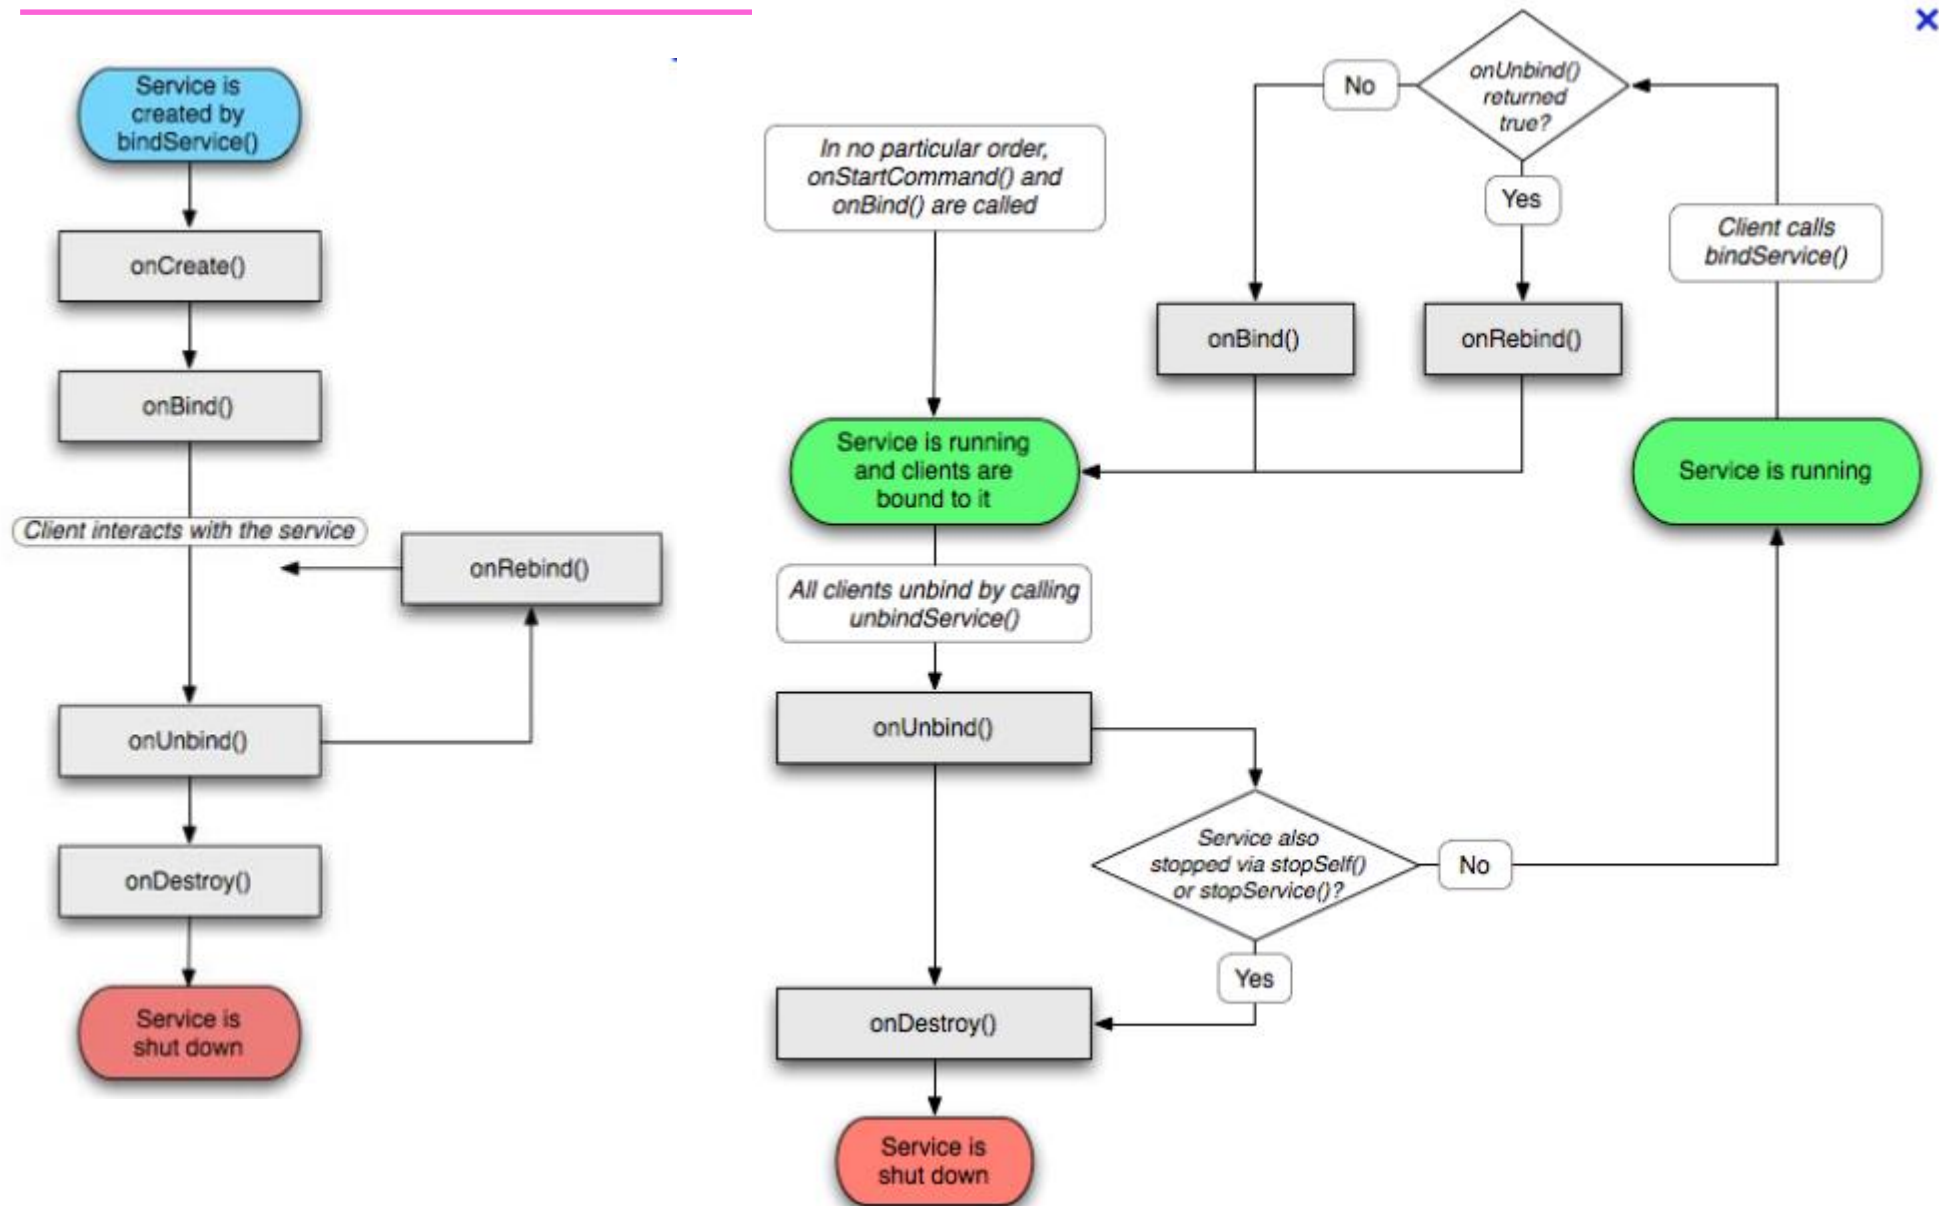 Service is
created by
bindService()
onCreate()
onBind()
Client interacts with the service
onRebind()
onUnbind()
onDestroy()
Service is
shut down
In no particular order,
onStartCommand() and
onBind() are called
onUnbind()
returned
true?
No
Yes
Client calls
bindService()
onBind()
onRebind()
Service is running
and clients are
bound to it
Service is running
All clients unbind by calling
unbindService()
onUnbind()
Service also
stopped via stopSelf()
or stopService()?
No
Yes
onDestroy()
Service is
shut down